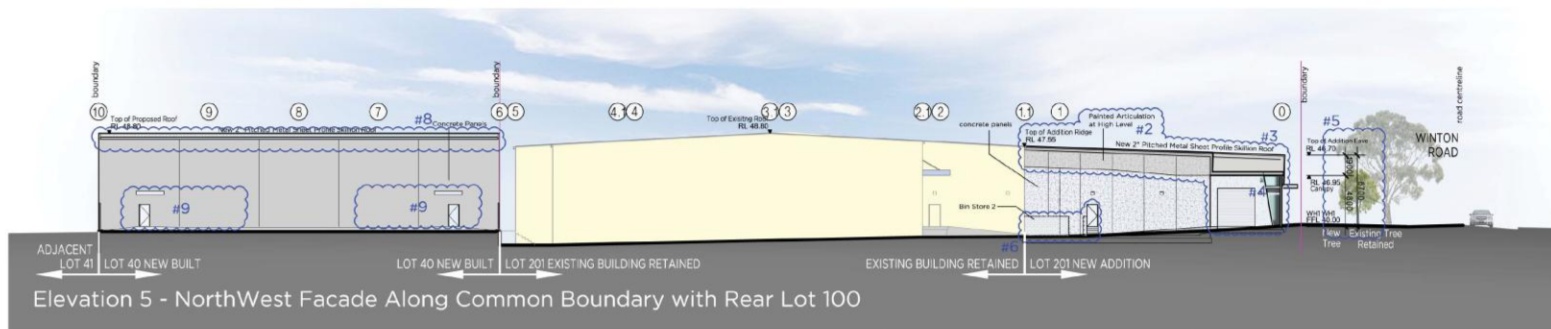 boundary
boundary
boundary
road centreline
10
9
8
7
6
5
4.1
4
3.1
3
2.1
2
1.1
1
0
Top of Proposed Roof
RL 48.60
New 2° Pitched Metal Sheet Profile Skillion Roof
#8
Concrete Panels
Top of Existing Roof
RL 48.60
concrete panels
Top of Addition Ridge
Painted Articulation
at High Level
#2
New 2° Pitched Metal Sheet Profile Skillion Roof
#3
#5
WINTON
ROAD
Top of Addition Eave
RL 46.70
RL 46.95
Canopy
#4
#9
#9
Bin Store 2
#6
New
Tree
Existing Tree
Retained
ADJACENT
LOT 41
LOT 40 NEW BUILT
LOT 40 NEW BUILT
LOT 201 EXISTING BUILDING RETAINED
EXISTING BUILDING RETAINED
LOT 201 NEW ADDITION
Elevation 5 - NorthWest Facade Along Common Boundary with Rear Lot 100